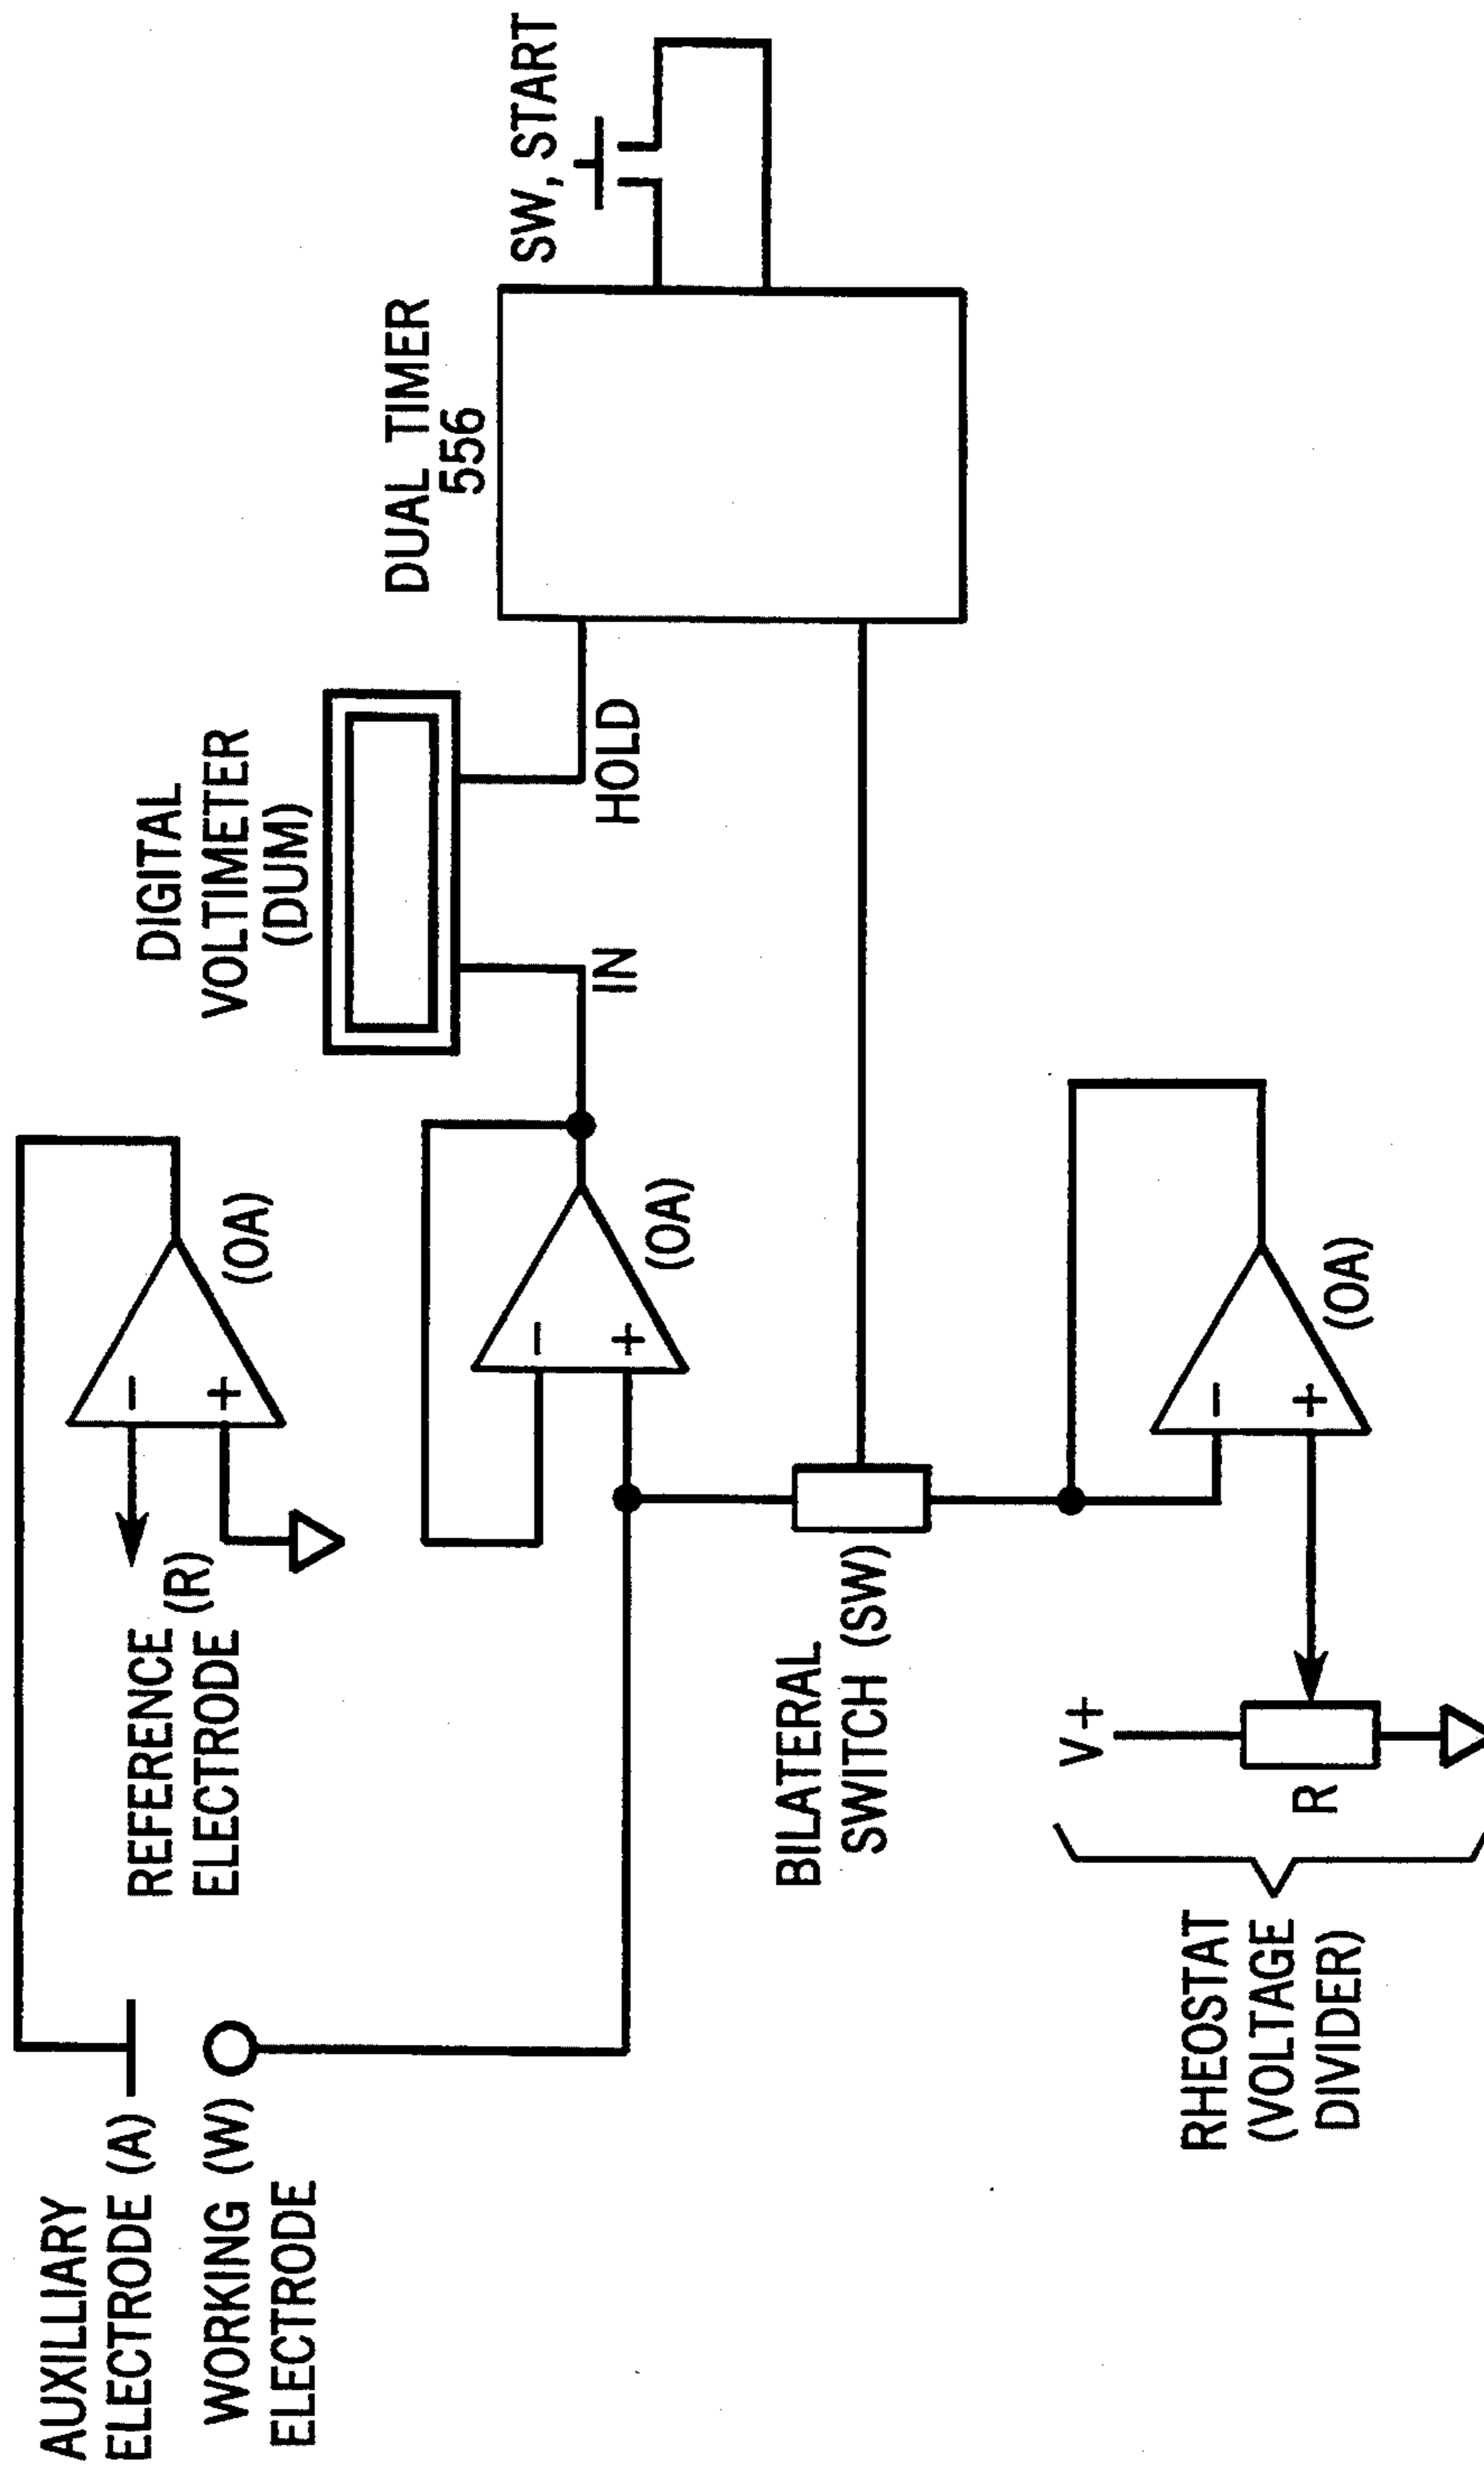 AUXILLIARY
ELECTRODE (A)
WORKING (W)
ELECTRODE
REFERENCE (R)
ELECTRODE
−
+
(OA)
DIGITAL
VOLTIMETER
(DUM)
IN
HOLD
DUAL TIMER
556
SW, START
−
+
(OA)
BILATERAL
SWITCH (SW)
RHEOSTAT
(VOLTAGE
DIVIDER)
V+
R
−
+
(OA)